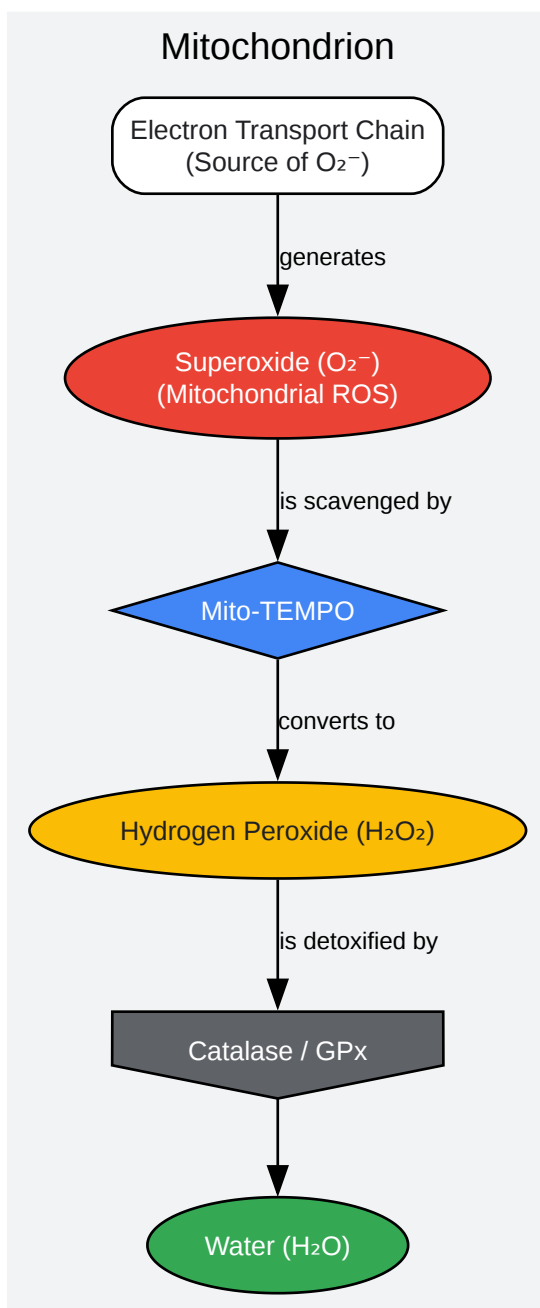 Mitochondrion
Electron Transport Chain
(Source of O₂⁻)
generates
Superoxide (O₂⁻)
(Mitochondrial ROS)
is scavenged by
Mito-TEMPO
converts to
Hydrogen Peroxide (H₂O₂)
is detoxified by
Catalase / GPx
Water (H₂O)